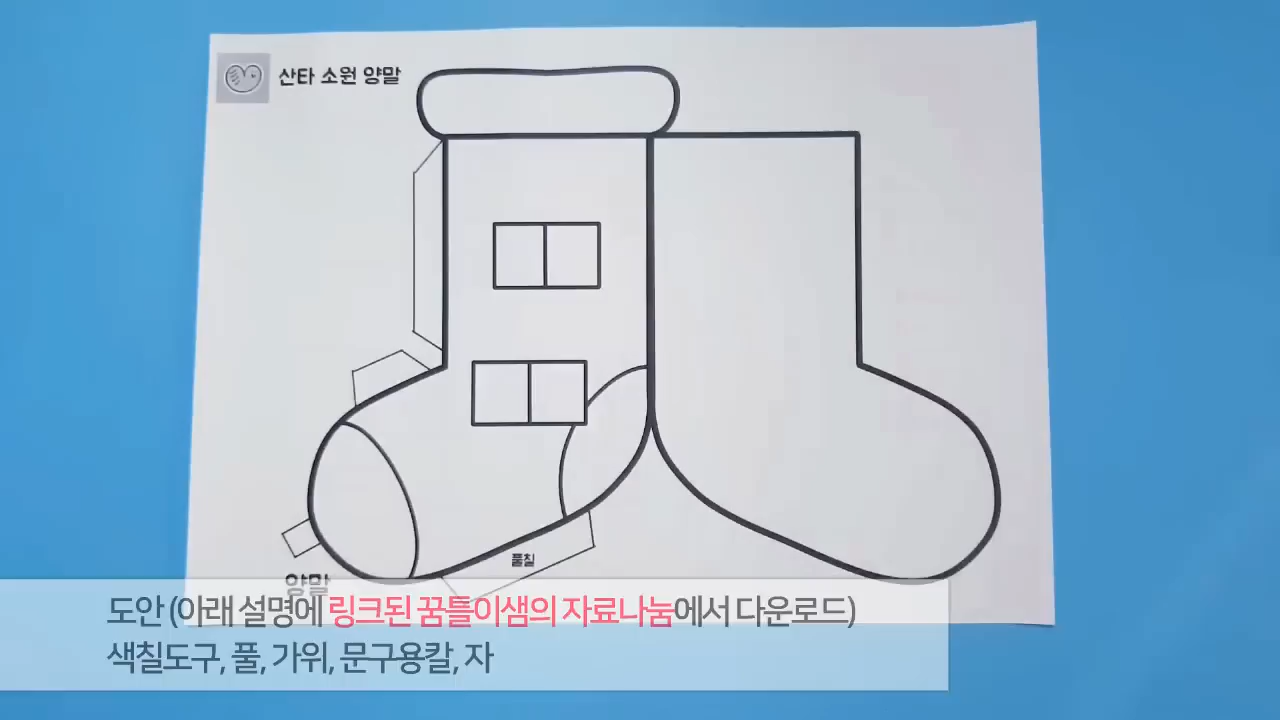 산타 소원 양말
풀칠
양말
도안 (아래 설명에 링크된 꿈틀이샘의 자료나눔에서 다운로드)
색칠도구, 풀, 가위, 문구용칼, 자